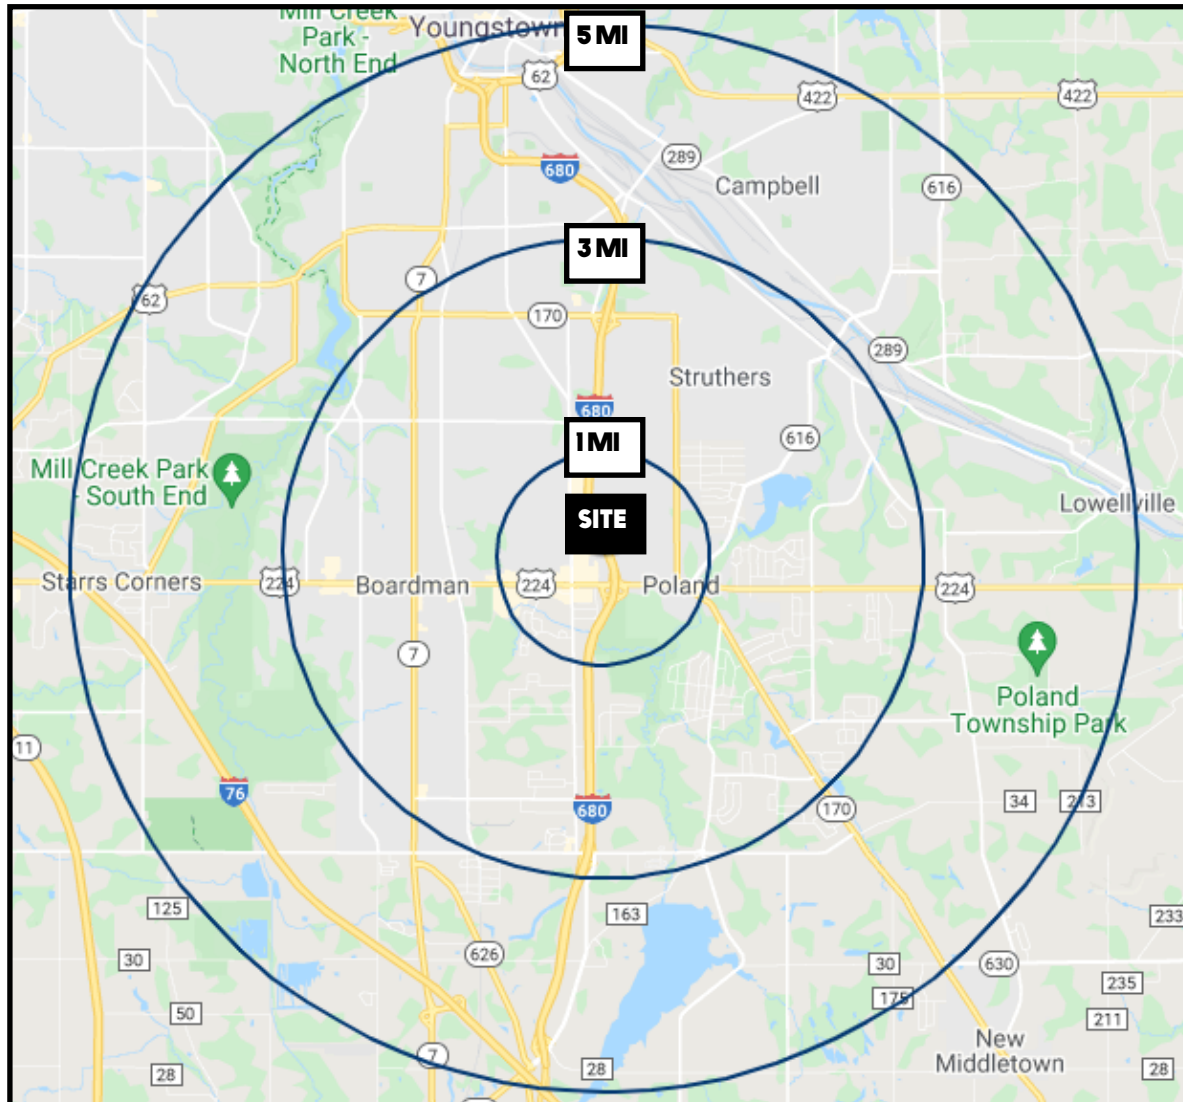 Mill Creek
Park -
North End
Youngstown
5 MI
62
422
422
289
680
Campbell
616
3 MI
7
62
170
289
Struthers
680
1 MI
616
Mill Creek Park
- South End
Lowellville
SITE
Starrs Corners
224
Boardman
224
Poland
224
7
Poland
Township Park
11
76
680
170
34
213
125
163
233
626
30
30
630
175
235
50
211
7
New
Middletown
28
28
28